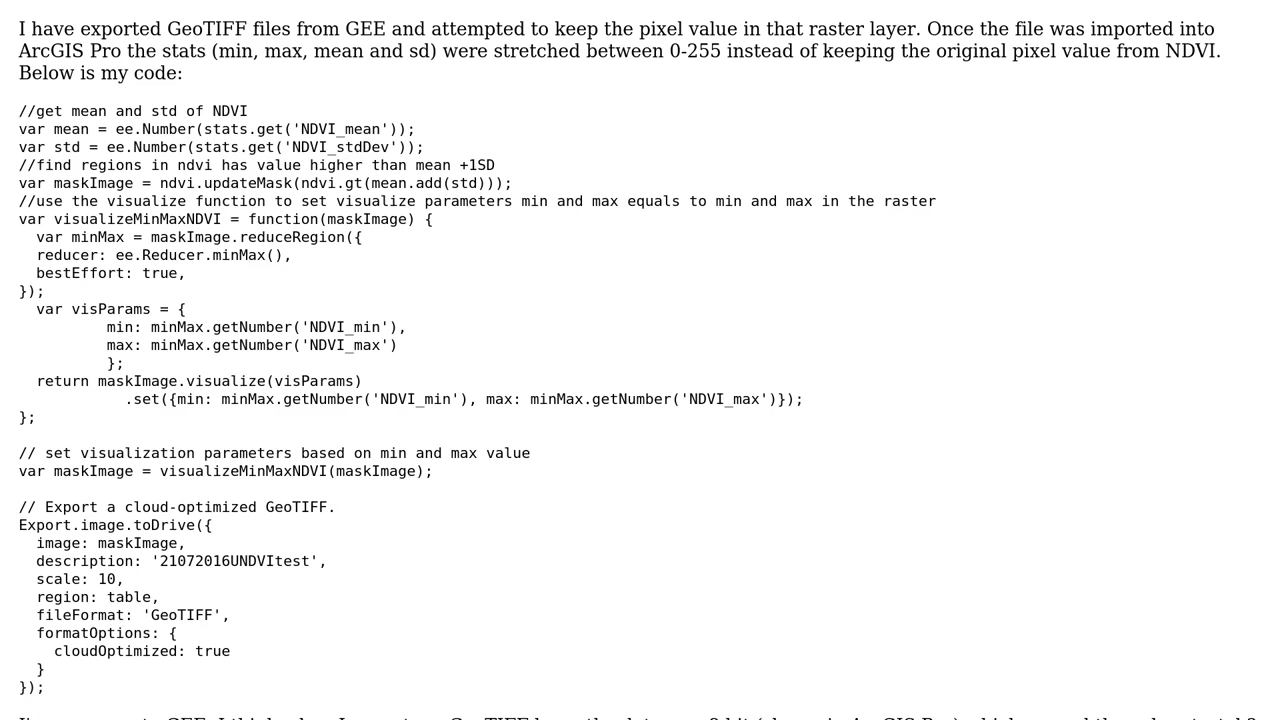 I have exported GeoTIFF files from GEE and attempted to keep the pixel value in that raster layer. Once the file was imported into
ArcGIS Pro the stats (min, max, mean and sd) were stretched between 0-255 instead of keeping the original pixel value from NDVI.
Below is my code:
//get mean and std of NDVI
var mean = ee.Number(stats.get('NDVI_mean'));
var std = ee.Number(stats.get('NDVI_stdDev'));
//find regions in ndvi has value higher than mean +1SD
var maskImage = ndvi.updateMask(ndvi.gt(mean.add(std)));
//use the visualize function to set visualize parameters min and max equals to min and max in the raster
var visualizeMinMaxNDVI = function(maskImage) {
  var minMax = maskImage.reduceRegion({
  reducer: ee.Reducer.minMax(),
  bestEffort: true,
});
  var visParams = {
          min: minMax.getNumber('NDVI_min'),
          max: minMax.getNumber('NDVI_max')
          };
  return maskImage.visualize(visParams)
            .set({min: minMax.getNumber('NDVI_min'), max: minMax.getNumber('NDVI_max')});
};
// set visualization parameters based on min and max value
var maskImage = visualizeMinMaxNDVI(maskImage);
// Export a cloud-optimized GeoTIFF.
Export.image.toDrive({
  image: maskImage,
  description: '21072016UNDVItest',
  scale: 10,
  region: table,
  fileFormat: 'GeoTIFF',
  formatOptions: {
    cloudOptimized: true
  }
});